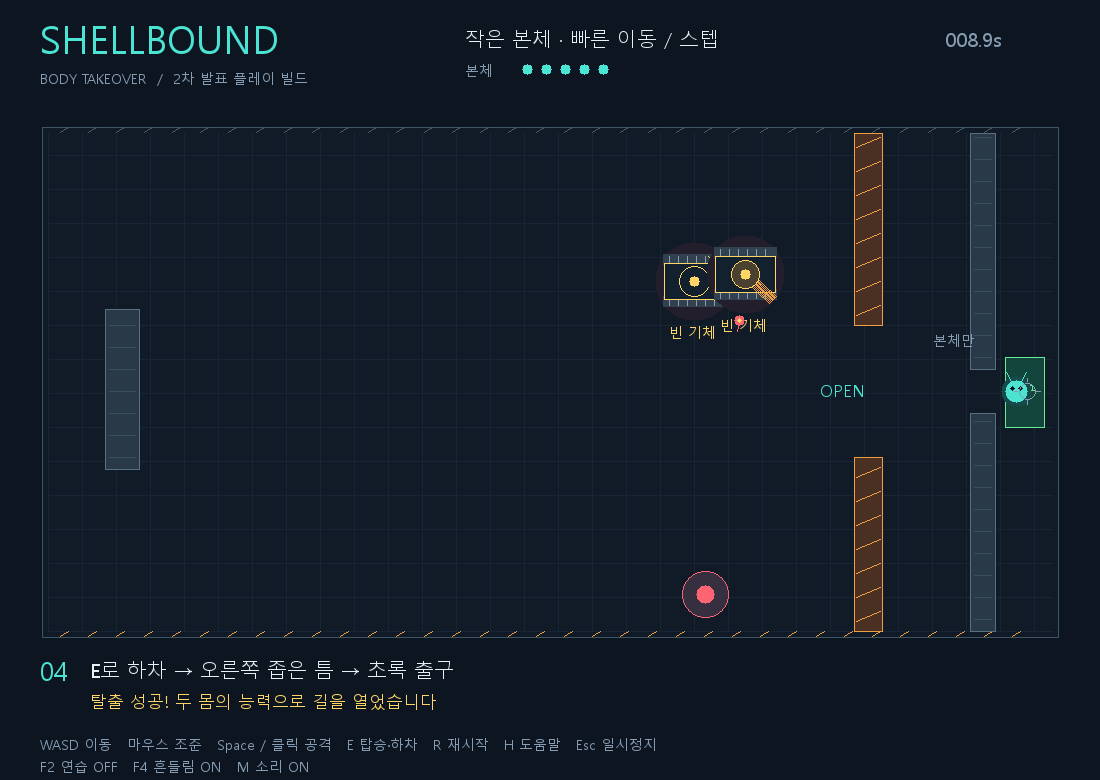 SHELLBOUND
작은 본체 · 빠른 이동 / 스텝
008.9s
BODY TAKEOVER / 2차 발표 플레이 빌드
본체
빈 기체
빈 기체
본체만
OPEN
04 E로 하차 → 오른쪽 좁은 틈 → 초록 출구
탈출 성공! 두 몸의 능력으로 길을 열었습니다
WASD 이동 마우스 조준 Space / 클릭 공격 E 탑승·하차 R 재시작 H 도움말 Esc 일시정지
F2 연습 OFF F4 흔들림 ON M 소리 ON